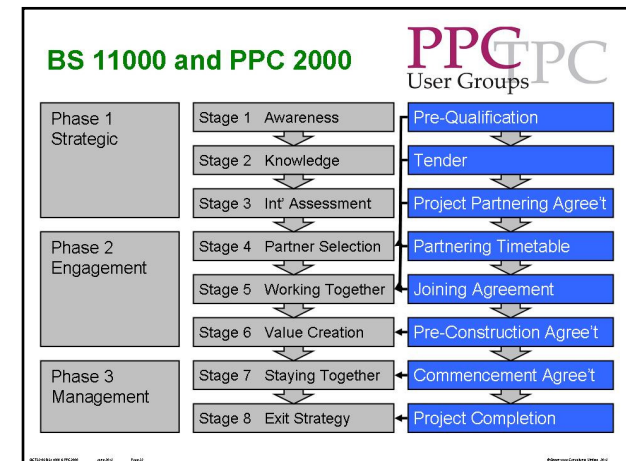 BS 11000 and PPC 2000
PPC
TPC
User Groups
Phase 1
Strategic
Stage 1 Awareness
Pre-Qualification
Stage 2 Knowledge
Tender
Stage 3 Int' Assessment
Project Partnering Agree't
Phase 2
Engagement
Stage 4 Partner Selection
Partnering Timetable
Stage 5 Working Together
Joining Agreement
Stage 6 Value Creation
Pre-Construction Agree't
Phase 3
Management
Stage 7 Staying Together
Commencement Agree't
Stage 8 Exit Strategy
Project Completion